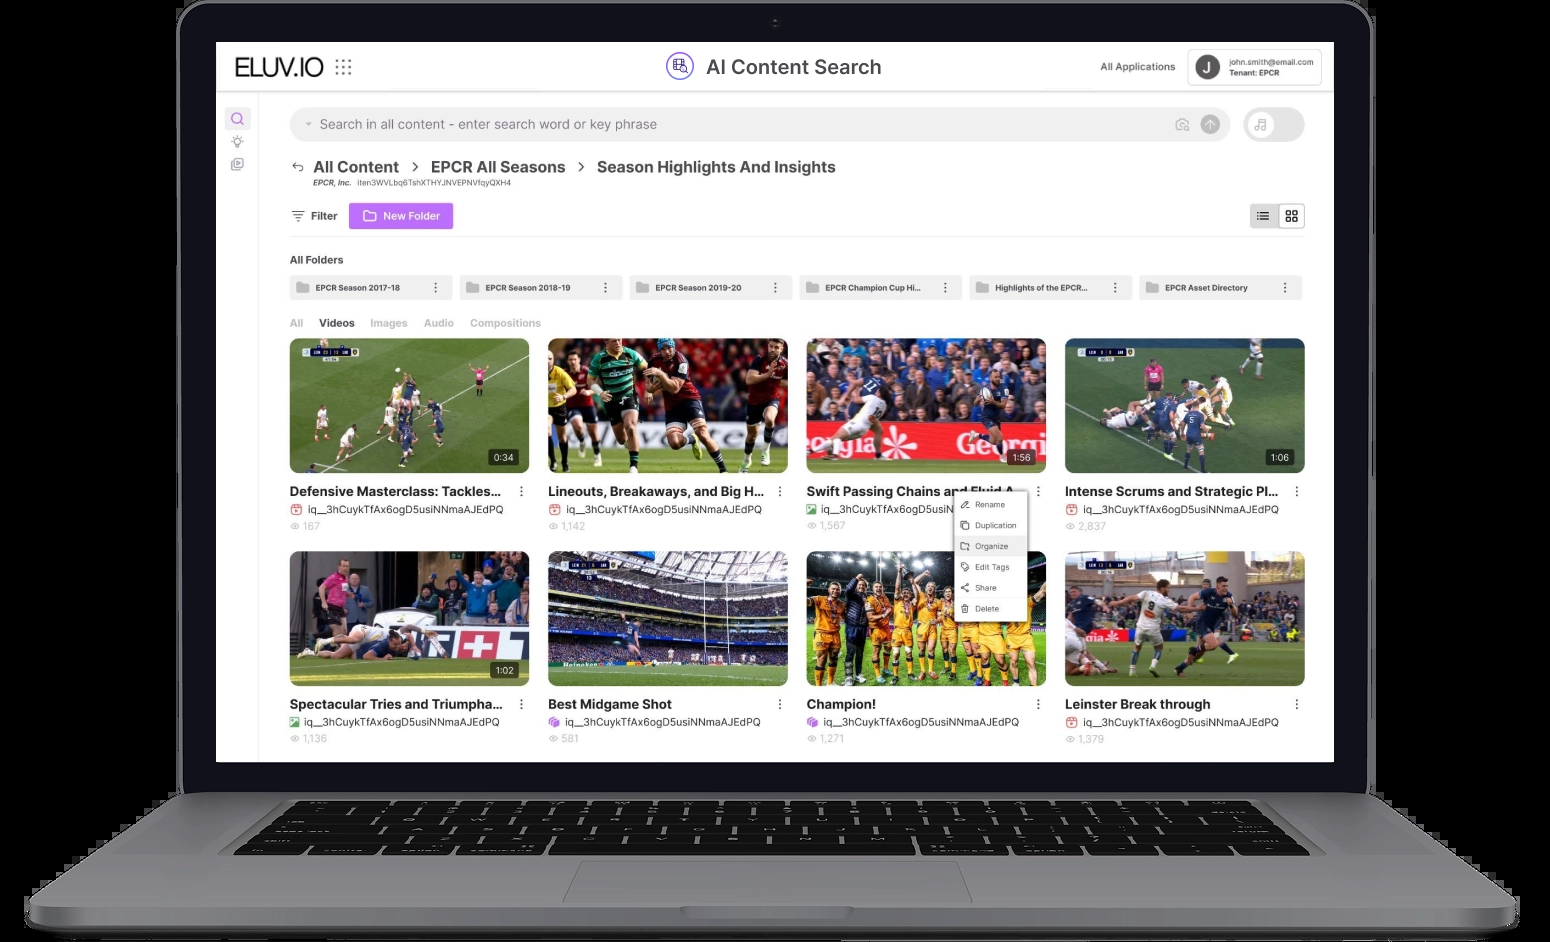 ELUV.IO
AI Content Search
All Applications
J
john.smith@email.com
Tenant: EPCR
Search in all content - enter search word or key phrase
All Content > EPCR All Seasons > Season Highlights And Insights
EPCR, Inc. iten3WVLbq6TshXTHYJNVEPNVfqyQXH4
Filter
New Folder
All Folders
EPCR Season 2017-18
EPCR Season 2018-19
EPCR Season 2019-20
EPCR Champion Cup Hi...
Highlights of the EPCR...
EPCR Asset Directory
All Videos Images Audio Compositions
0:34
1:56
1:06
Defensive Masterclass: Tackles...
iq__3hCuykTfAx6ogD5usiNNmaAJEdPQ
167
Lineouts, Breakaways, and Big H...
iq__3hCuykTfAx6ogD5usiNNmaAJEdPQ
1,142
Swift Passing Chains and Fluid A
iq__3hCuykTfAx6ogD5usiN
1,567
Intense Scrums and Strategic Pl...
iq__3hCuykTfAx6ogD5usiNNmaAJEdPQ
2,837
Rename
Duplication
Organize
Edit Tags
Share
Delete
1:02
Heineken
Spectacular Tries and Triumpha...
iq__3hCuykTfAx6ogD5usiNNmaAJEdPQ
1,136
Best Midgame Shot
iq__3hCuykTfAx6ogD5usiNNmaAJEdPQ
581
Champion!
iq__3hCuykTfAx6ogD5usiNNmaAJEdPQ
1,271
Leinster Break through
iq__3hCuykTfAx6ogD5usiNNmaAJEdPQ
1,379